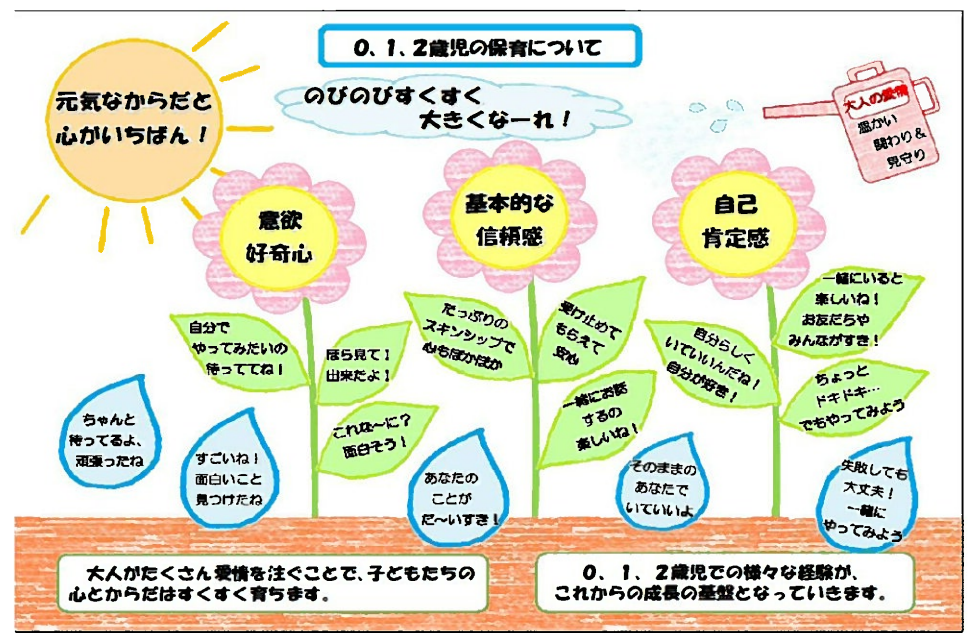 ０、１、２歳児の保育について
元気なからだと
心がいちばん！
のびのびすくすく
大きくなーれ！
大人の愛情
温かい
関わり＆
見守り
意欲
好奇心
基本的な
信頼感
自己
肯定感
自分で
やってみたいの
待っててね！
ほら見て！
出来たよ！
これな～に？
面白そう！
たっぷりの
スキンシップで
心もぽかぽか
受け止めて
もらえて
安心
一緒にお話
するの
楽しいね！
自分らしく
いていいんだね！
自分が好き！
一緒にいると
楽しいね！
お友だちや
みんながすき！
ちょっと
ドキドキ…
でもやってみよう
ちゃんと
待ってるよ、
頑張ったね
すごいね！
面白いこと
見つけたね
あなたの
ことが
だ～いすき！
そのままの
あなたで
いていいよ
失敗しても
大丈夫！
一緒に
やってみよう
大人がたくさん愛情を注ぐことで、子どもたちの
心とからだはすくすく育ちます。
０、１、２歳児での様々な経験が、
これからの成長の基盤となっていきます。